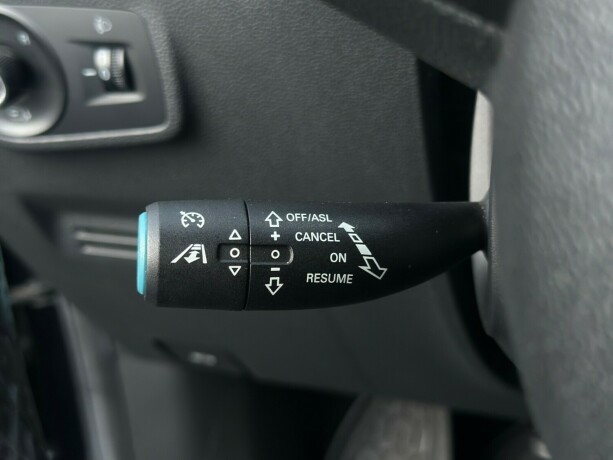 OFF/ASL
+ CANCEL
ON
- RESUME